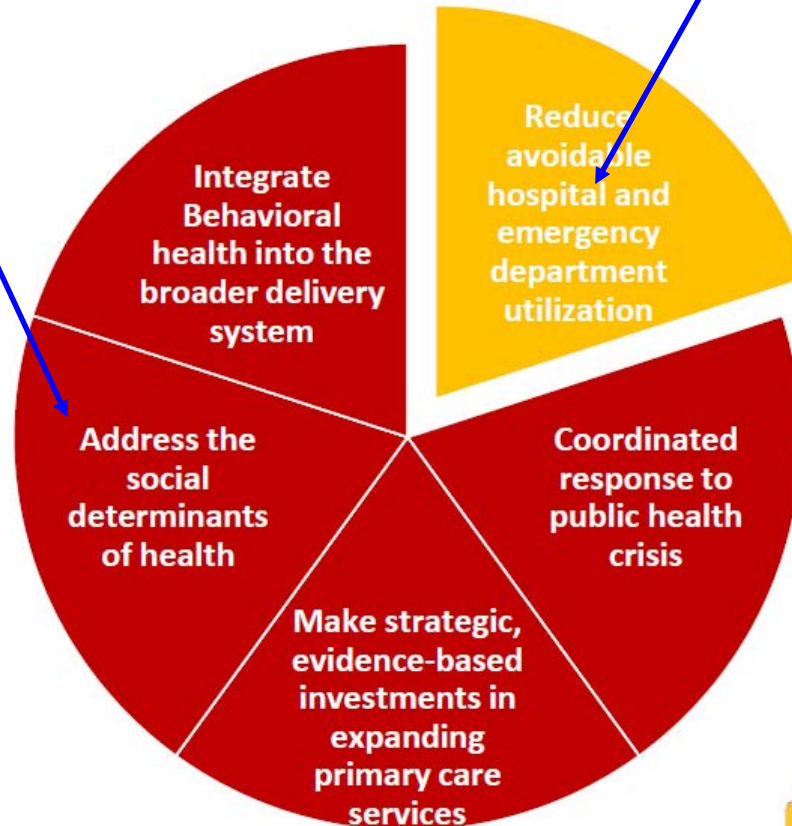 Reduce
avoidable
hospital and
emergency
department
utilization
Coordinated
response to
public health
crisis
Make strategic,
evidence-based
investments in
expanding
primary care
services
Address the
social
determinants
of health
Integrate
Behavioral
health into the
broader delivery
system